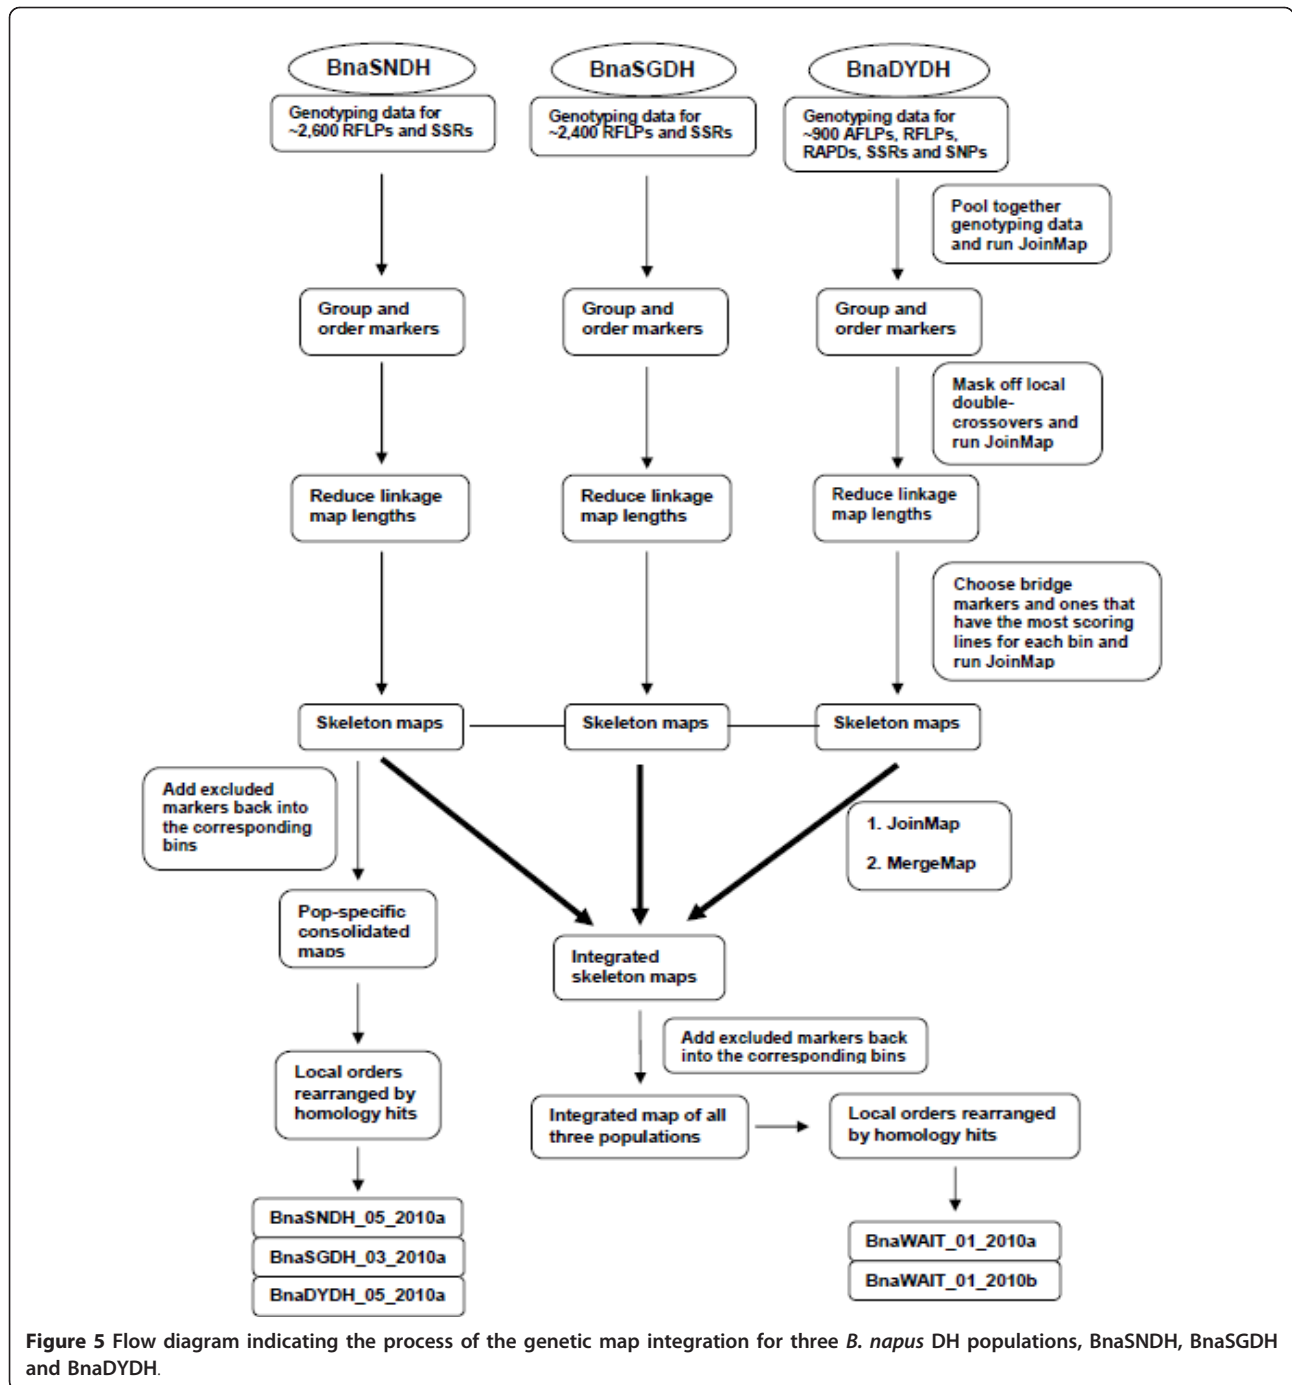 BnaSNDH
BnaSGDH
BnaDYDH
Genotyping data for
~2,600 RFLPs and SSRs
Genotyping data for
~2,400 RFLPs and SSRs
Genotyping data for
~900 AFLPs, RFLPs,
RAPDs, SSRs and SNPs
Pool together
genotyping data
and run JoinMap
Group and
order markers
Group and
order markers
Group and
order markers
Mask off local
double-
crossovers and
run JoinMap
Reduce linkage
map lengths
Reduce linkage
map lengths
Reduce linkage
map lengths
Choose bridge
markers and ones that
have the most scoring
lines for each bin and
run JoinMap
Skeleton maps
Skeleton maps
Skeleton maps
Add excluded
markers back into
the corresponding
bins
1. JoinMap
2. MergeMap
Pop-specific
consolidated
maps
Integrated
skeleton maps
Add excluded markers back
into the corresponding bins
Local orders
rearranged by
homology hits
Integrated map of all
three populations
Local orders rearranged
by homology hits
BnaSNDH_05_2010a
BnaSGDH_03_2010a
BnaDYDH_05_2010a
BnaWAIT_01_2010a
BnaWAIT_01_2010b
Figure 5 Flow diagram indicating the process of the genetic map integration for three B. napus DH populations, BnaSNDH, BnaSGDH
and BnaDYDH.